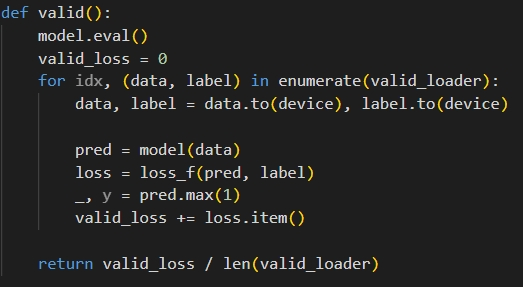 def valid():
    model.eval()
    valid_loss = 0
    for idx, (data, label) in enumerate(valid_loader):
        data, label = data.to(device), label.to(device)

        pred = model(data)
        loss = loss_f(pred, label)
        _, y = pred.max(1)
        valid_loss += loss.item()

    return valid_loss / len(valid_loader)